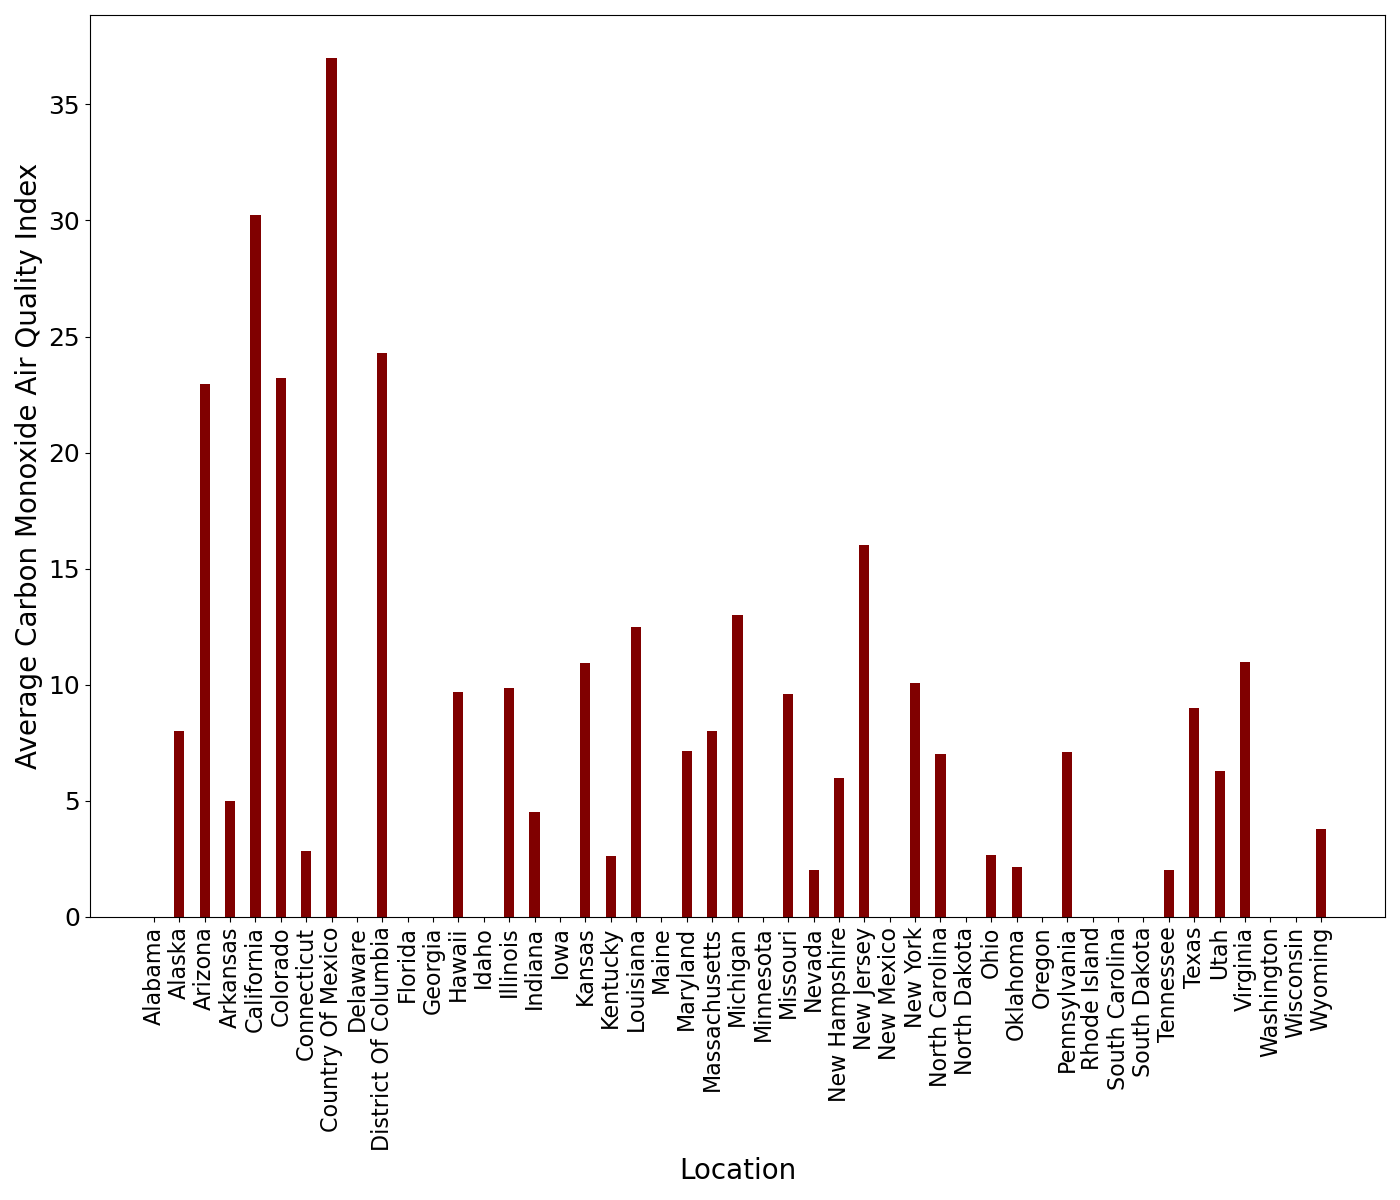 Average Carbon Monoxide Air Quality Index
35
30
25
20
15
10
5
0
Alabama
Alaska
Arizona
Arkansas
California
Colorado
Connecticut
Country Of Mexico
Delaware
District Of Columbia
Florida
Georgia
Hawaii
Idaho
Illinois
Indiana
Iowa
Kansas
Kentucky
Louisiana
Maine
Maryland
Massachusetts
Michigan
Minnesota
Missouri
Nevada
New Hampshire
New Jersey
New Mexico
New York
North Carolina
North Dakota
Ohio
Oklahoma
Oregon
Pennsylvania
Rhode Island
South Carolina
South Dakota
Tennessee
Texas
Utah
Virginia
Washington
Wisconsin
Wyoming
Location